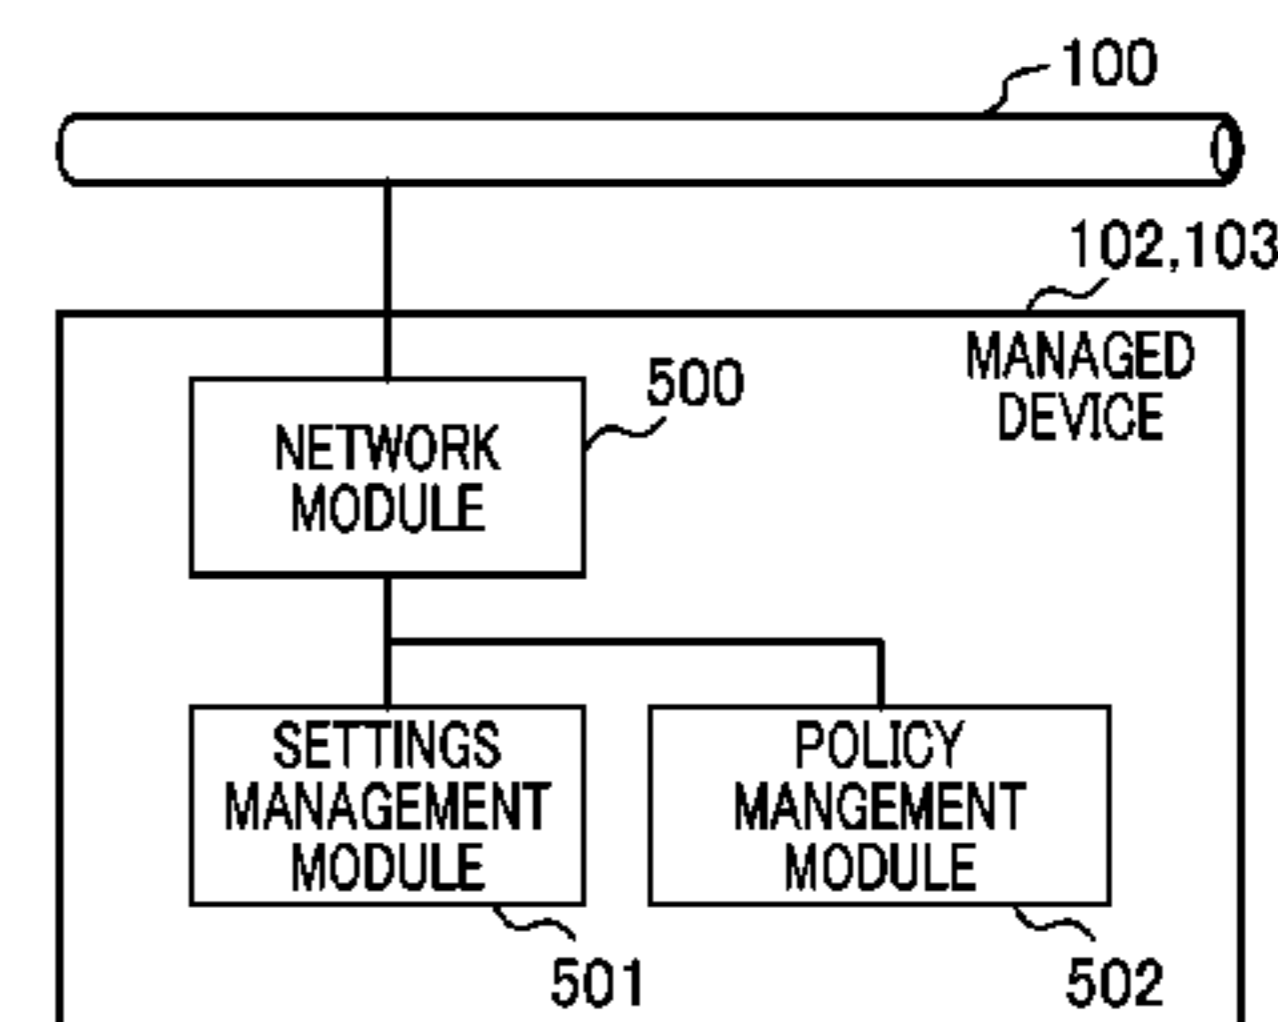 100
102,103
MANAGED
DEVICE
500
NETWORK
MODULE
SETTINGS
MANAGEMENT
MODULE
501
POLICY
MANGEMENT
MODULE
502